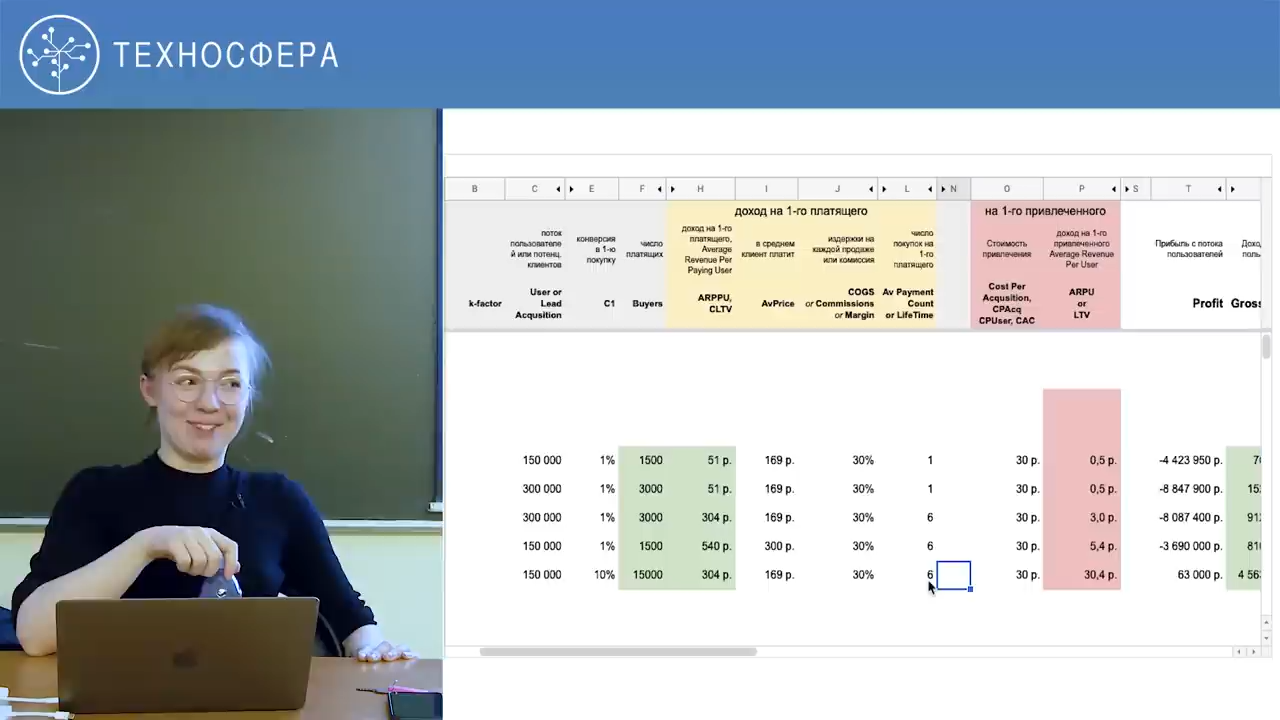 ТЕХНОСФЕРА
B C E F H I J L N O P S T
доход на 1-го платящего
на 1-го привлеченного
поток
пользователе
й или потенц.
клиентов
конверсия
в 1-ю
покупку
число
платящих
доход на 1-го
платящего,
Average
Revenue Per
Paying User
в среднем
клиент платит
издержки на
каждой продаже
или комиссия
число
покупок на
1-го
платящего
Стоимость
привлечения
доход на 1-го
привлеченного
Average Revenue
Per User
Прибыль с потока
пользователей
k-factor
User or
Lead
Acqusition
C1
Buyers
ARPPU,
CLTV
AvPrice
COGS
or Commissions
or Margin
Av Payment
Count
or LifeTime
Cost Per
Acqusition,
CPAcq
CPUser, CAC
ARPU
or
LTV
Profit
Gross
150 000 1% 1500 51 р. 169 р. 30% 1 30 р. 0,5 р. -4 423 950 р.
300 000 1% 3000 51 р. 169 р. 30% 1 30 р. 0,5 р. -8 847 900 р.
300 000 1% 3000 304 р. 169 р. 30% 6 30 р. 3,0 р. -8 087 400 р.
150 000 1% 1500 540 р. 300 р. 30% 6 30 р. 5,4 р. -3 690 000 р.
150 000 10% 15000 304 р. 169 р. 30% 6 30 р. 30,4 р. 63 000 р.